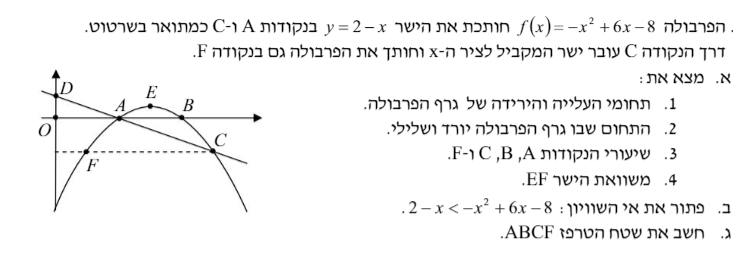 . הפרבולה f(x) = −x² + 6x − 8 חותכת את הישר y = 2 − x בנקודות A ו-C כמתואר בשרטוט.
דרך הנקודה C עובר ישר המקביל לציר ה-x וחותך את הפרבולה גם בנקודה F.
א. מצא את :
1. תחומי העלייה והירידה של גרף הפרבולה.
2. התחום שבו גרף הפרבולה יורד ושלילי.
3. שיעורי הנקודות A, B, C ו-F.
4. משוואת הישר EF.
ב. פתור את אי השוויון : 2 − x < −x² + 6x − 8 .
ג. חשב את שטח הטרפז ABCF.
D
E
A
B
O
C
F